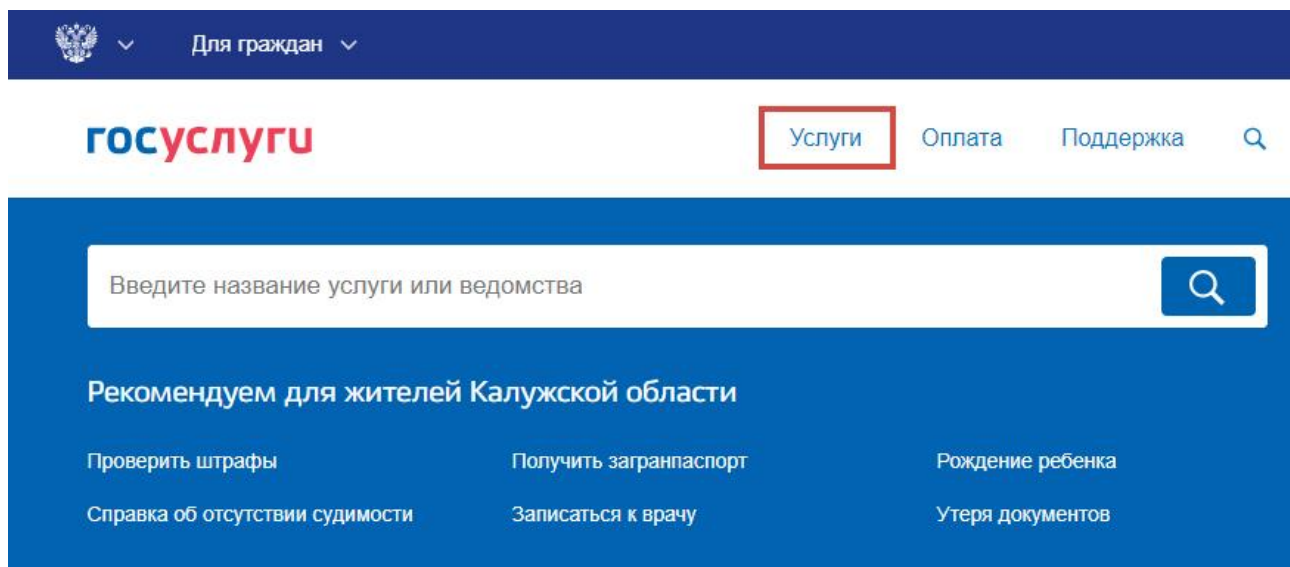 Для граждан
госуслуги
Услуги Оплата Поддержка
Введите название услуги или ведомства
Рекомендуем для жителей Калужской области
Проверить штрафы Получить загранпаспорт Рождение ребенка
Справка об отсутствии судимости Записаться к врачу Утеря документов